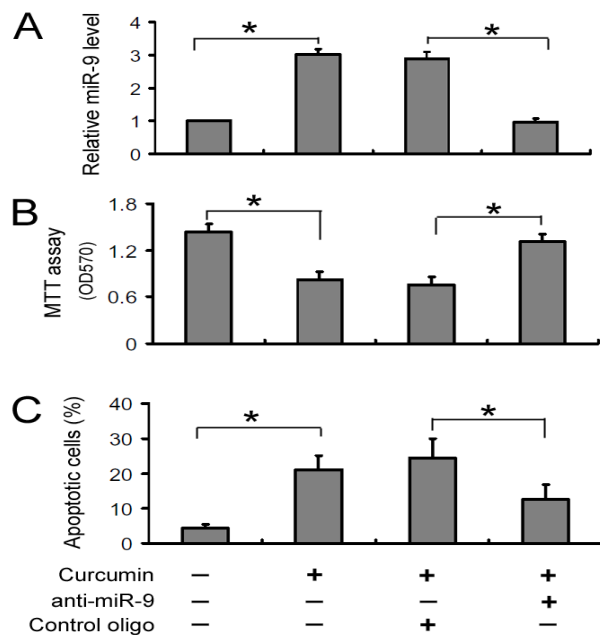 A
Relative miR-9 level
4
3
2
1
0
*
*
B
MTT assay
(OD570)
1.8
1.2
0.6
0
*
*
C
Apoptotic cells (%)
40
30
20
10
0
*
*
Curcumin — + + +
anti-miR-9 — — — +
Control oligo — — + —